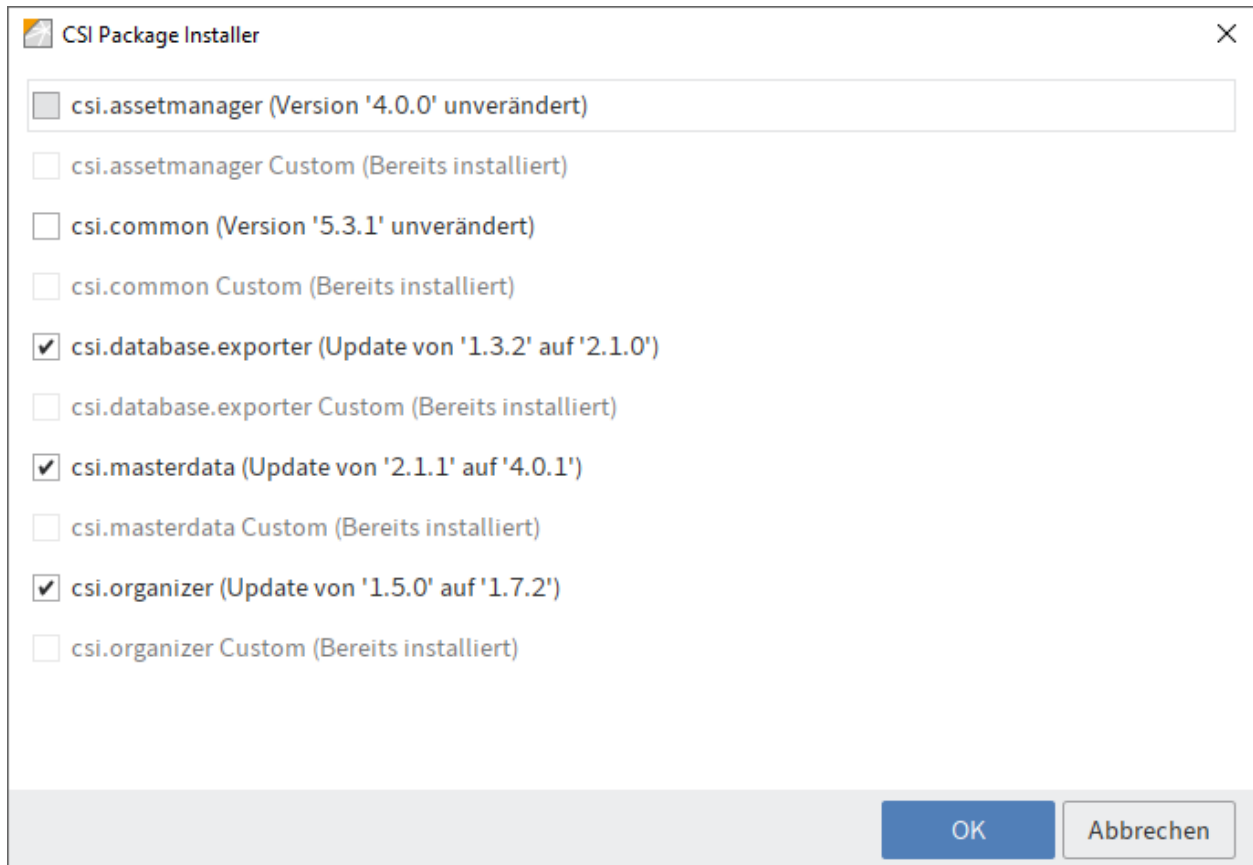 CSI Package Installer
csi.assetmanager (Version '4.0.0' unverändert)
csi.assetmanager Custom (Bereits installiert)
csi.common (Version '5.3.1' unverändert)
csi.common Custom (Bereits installiert)
csi.database.exporter (Update von '1.3.2' auf '2.1.0')
csi.database.exporter Custom (Bereits installiert)
csi.masterdata (Update von '2.1.1' auf '4.0.1')
csi.masterdata Custom (Bereits installiert)
csi.organizer (Update von '1.5.0' auf '1.7.2')
csi.organizer Custom (Bereits installiert)
OK Abbrechen